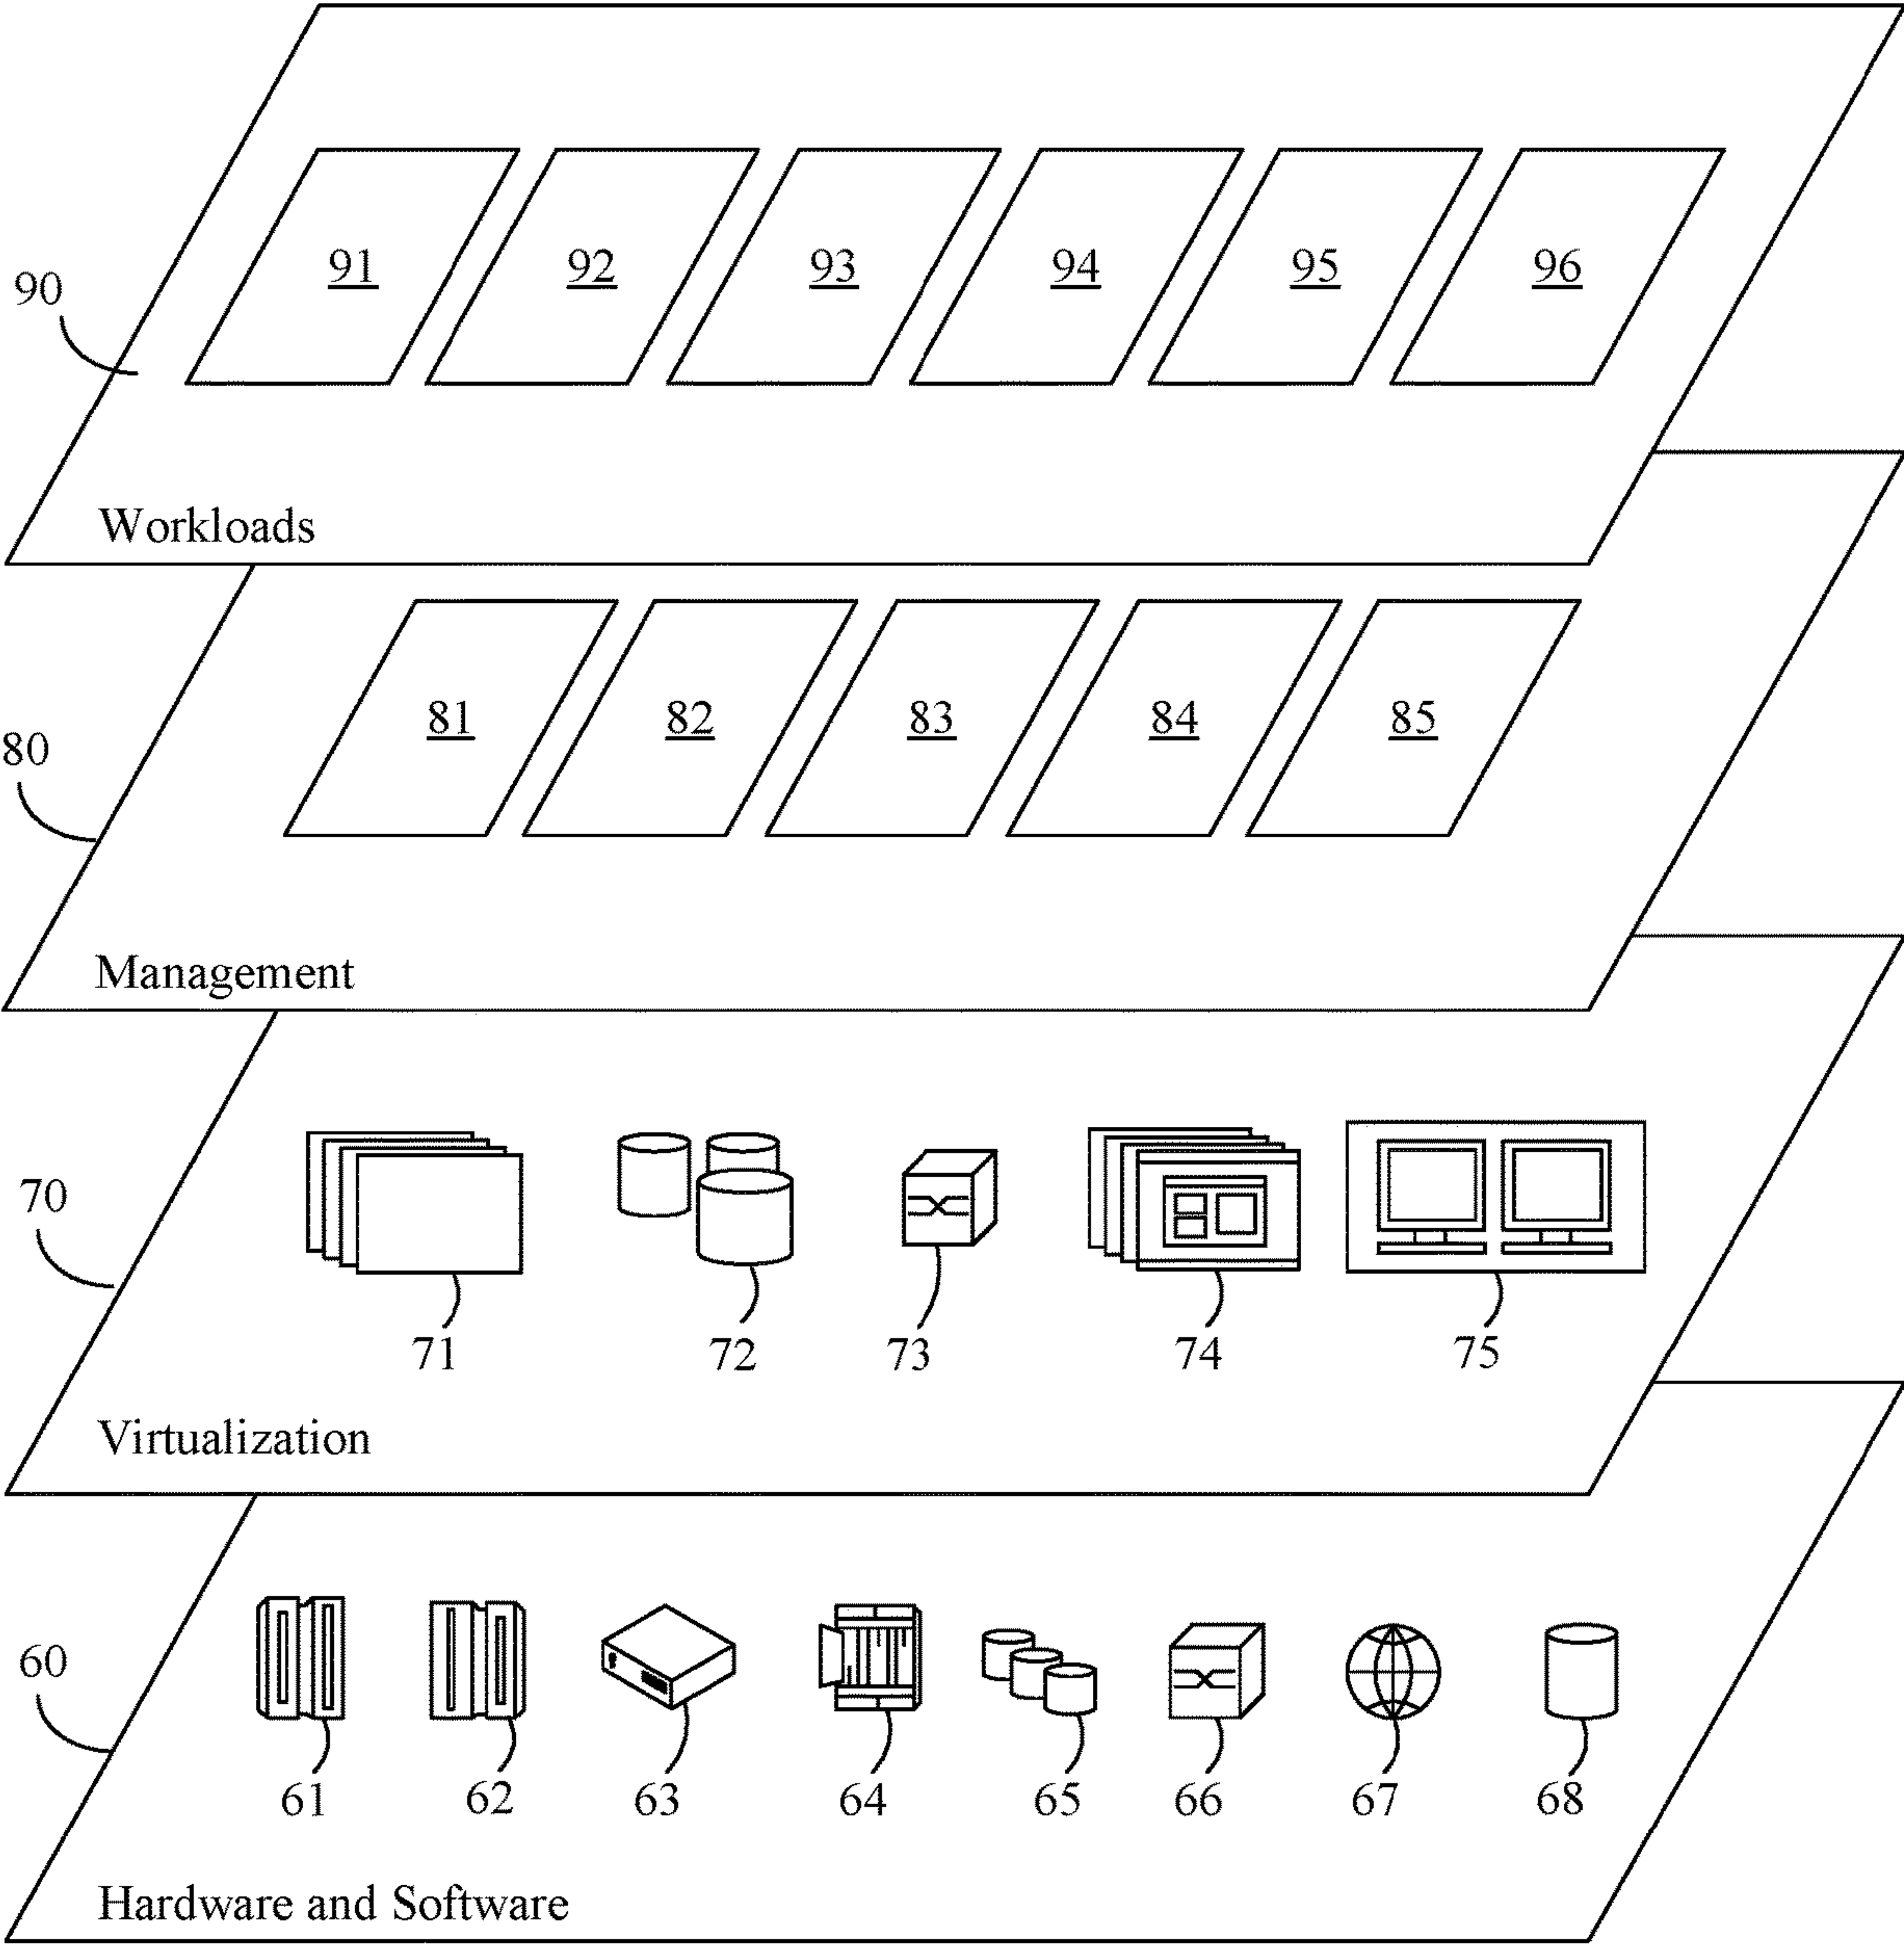 91 92 93 94 95 96
90
Workloads
81 82 83 84 85
80
Management
70
71 72 73 74 75
Virtualization
60
61 62 63 64 65 66 67 68
Hardware and Software